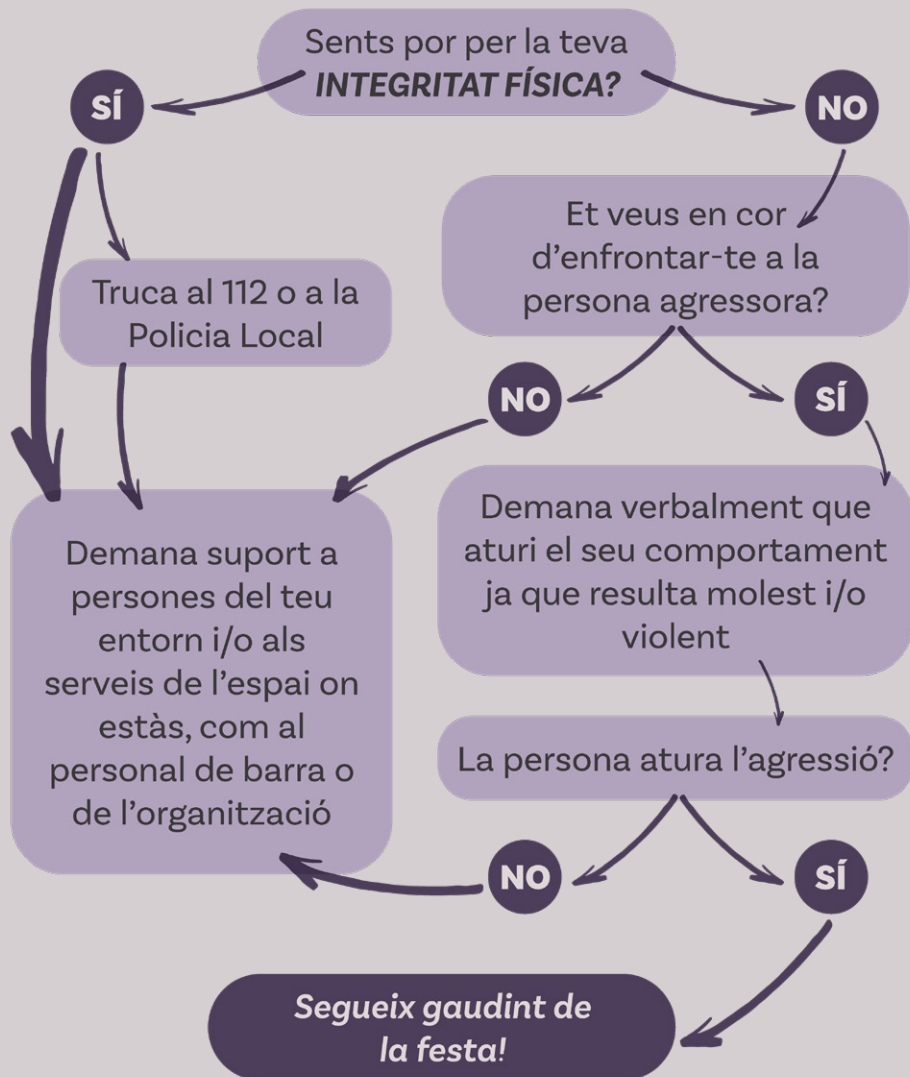 Sents por per la teva
INTEGRITAT FÍSICA?
SÍ
NO
Truca al 112 o a la
Policia Local
Et veus en cor
d'enfrontar-te a la
persona agressora?
NO
SÍ
Demana suport a
persones del teu
entorn i/o als
serveis de l'espai on
estàs, com al
personal de barra o
de l'organització
Demana verbalment que
aturi el seu comportament
ja que resulta molest i/o
violent
La persona atura l'agressió?
NO
SÍ
Segueix gaudint de
la festa!